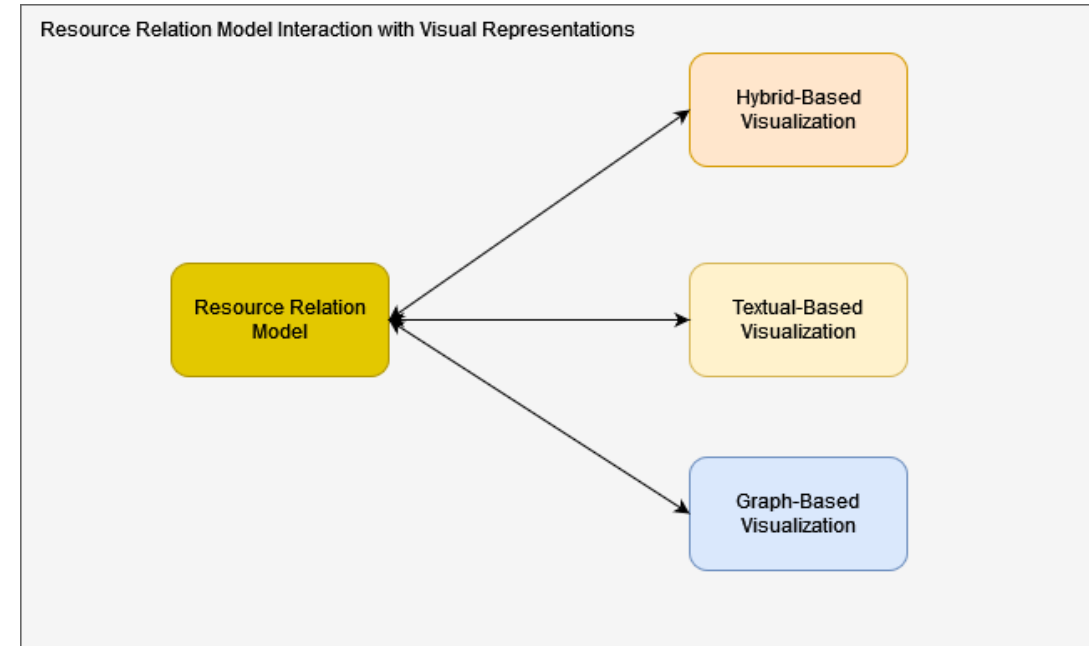 Resource Relation Model Interaction with Visual Representations
Hybrid-Based
Visualization
Resource Relation
Model
Textual-Based
Visualization
Graph-Based
Visualization